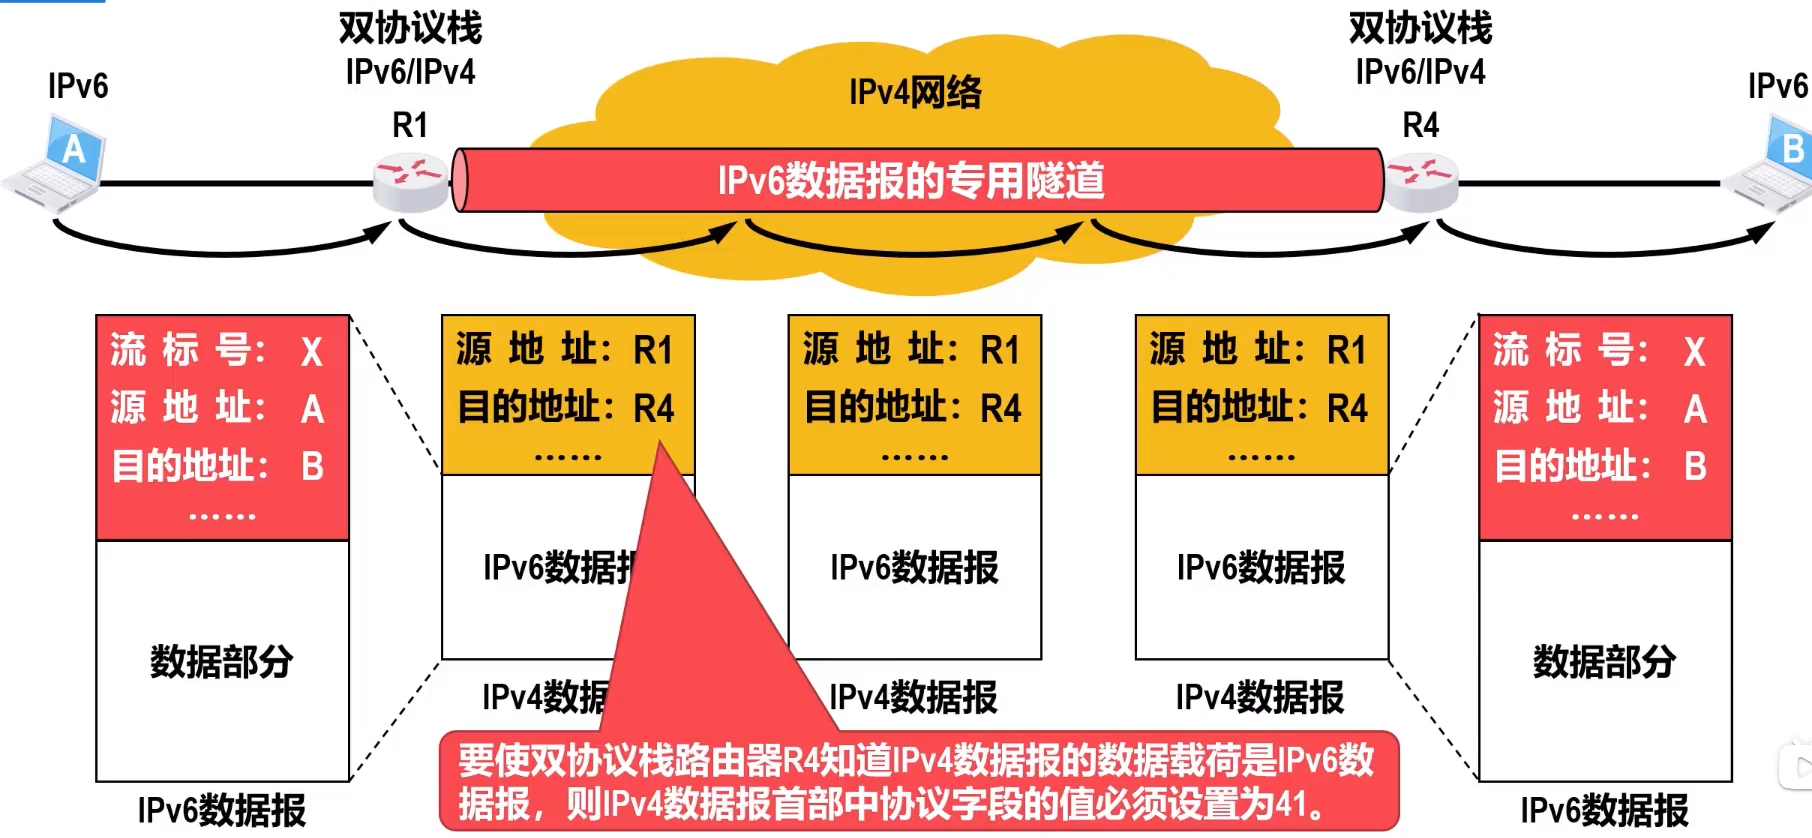 双协议栈
IPv6/IPv4
双协议栈
IPv6/IPv4
IPv6
IPv4网络
IPv6
R1
R4
A
IPv6数据报的专用隧道
B
流标号：X
源地址：A
目的地址：B
……
数据部分
IPv6数据报
源地址：R1
目的地址：R4
……
IPv6数据
IPv4数
源地址：R1
目的地址：R4
……
IPv6数据报
IPv4数据报
源地址：R1
目的地址：R4
……
IPv6数据报
IPv4数据报
流标号：X
源地址：A
目的地址：B
……
数据部分
IPv6数据报
要使双协议栈路由器R4知道IPv4数据报的数据载荷是IPv6数
据报，则IPv4数据报首部中协议字段的值必须设置为41。